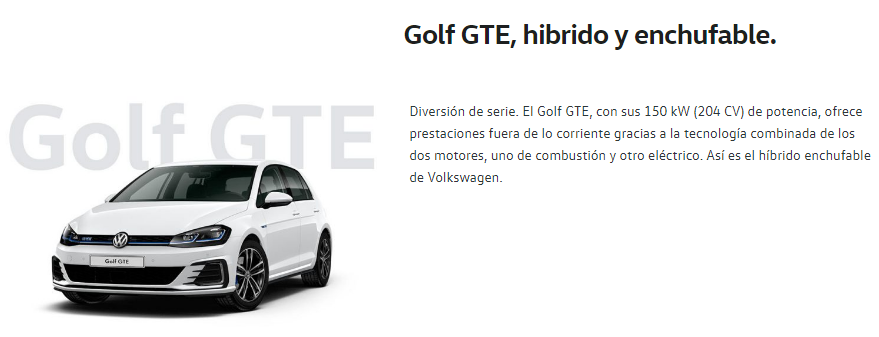 Golf GTE, hibrido y enchufable.
Golf GTE
Diversión de serie. El Golf GTE, con sus 150 kW (204 CV) de potencia, ofrece
prestaciones fuera de lo corriente gracias a la tecnología combinada de los
dos motores, uno de combustión y otro eléctrico. Así es el híbrido enchufable
de Volkswagen.
Golf GTE